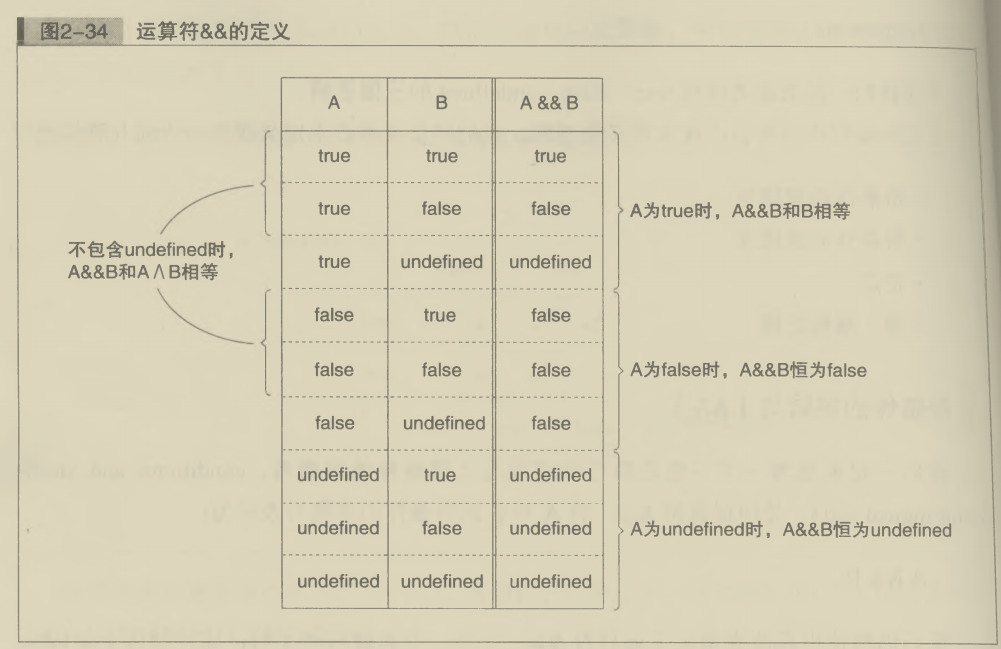 图2-34 运算符&&的定义
A B A && B
true true true
true false false
true undefined undefined
false true false
false false false
false undefined false
undefined true undefined
undefined false undefined
undefined undefined undefined
不包含undefined时，
A&&B和A∧B相等
A为true时，A&&B和B相等
A为false时，A&&B恒为false
A为undefined时，A&&B恒为undefined